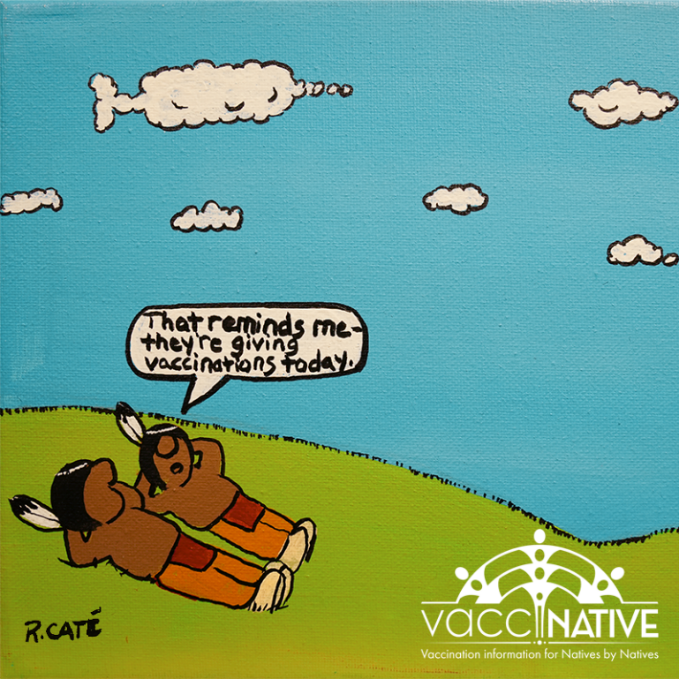 That reminds me-
they're giving
vaccinations today.
R.CATÉ
VACCINATIVE
Vaccination information for Natives by Natives